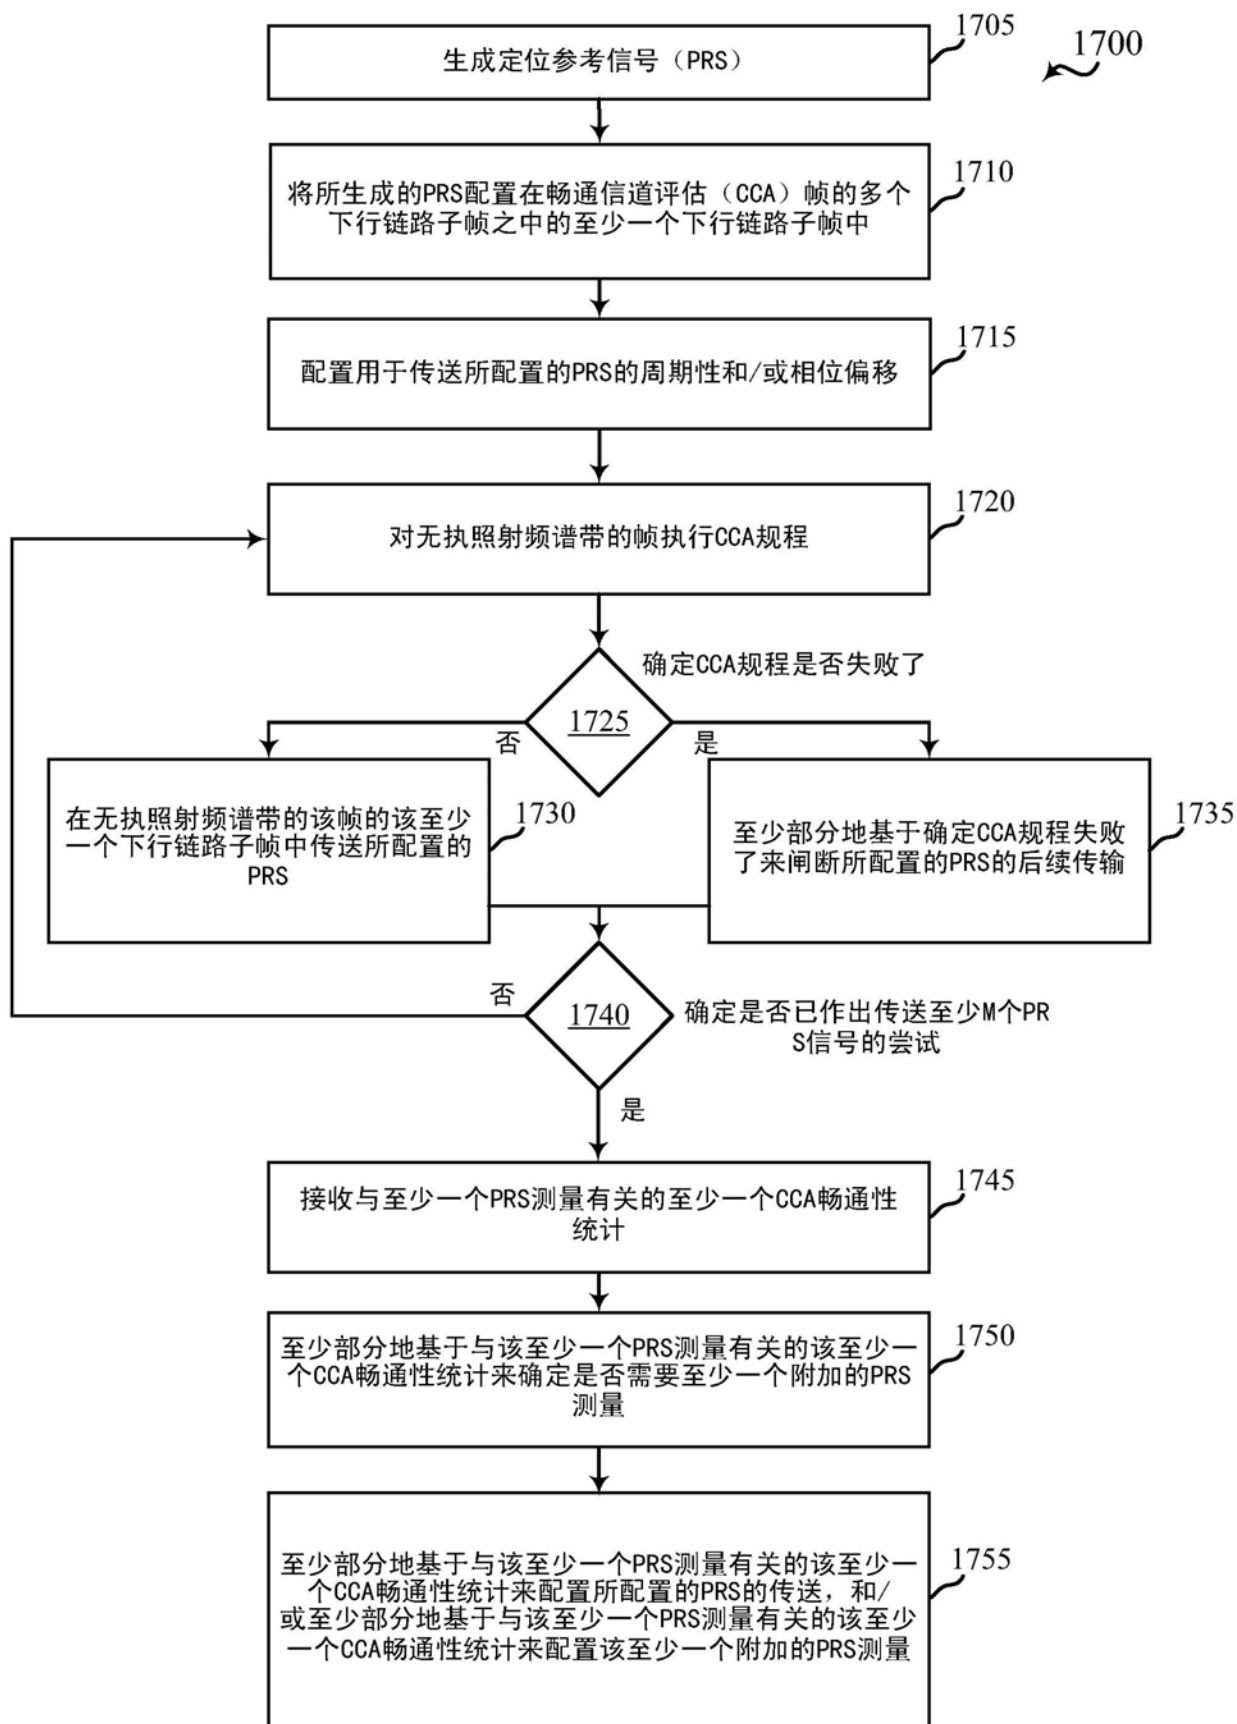 1705
1700
生成定位参考信号（PRS）
1710
将所生成的PRS配置在畅通信道评估（CCA）帧的多个
下行链路子帧之中的至少一个下行链路子帧中
1715
配置用于传送所配置的PRS的周期性和/或相位偏移
1720
对无执照射频谱带的帧执行CCA规程
确定CCA规程是否失败了
1725
否
是
1730
在无执照射频谱带的该帧的该至少
一个下行链路子帧中传送所配置的
PRS
1735
至少部分地基于确定CCA规程失败
了来闸断所配置的PRS的后续传输
否
1740
确定是否已作出传送至少M个PR
S信号的尝试
是
1745
接收与至少一个PRS测量有关的至少一个CCA畅通性
统计
1750
至少部分地基于与该至少一个PRS测量有关的该至少一
个CCA畅通性统计来确定是否需要至少一个附加的PRS
测量
1755
至少部分地基于与该至少一个PRS测量有关的该至少一
个CCA畅通性统计来配置所配置的PRS的传送，和/
或至少部分地基于与该至少一个PRS测量有关的该至少
一个CCA畅通性统计来配置该至少一个附加的PRS测量